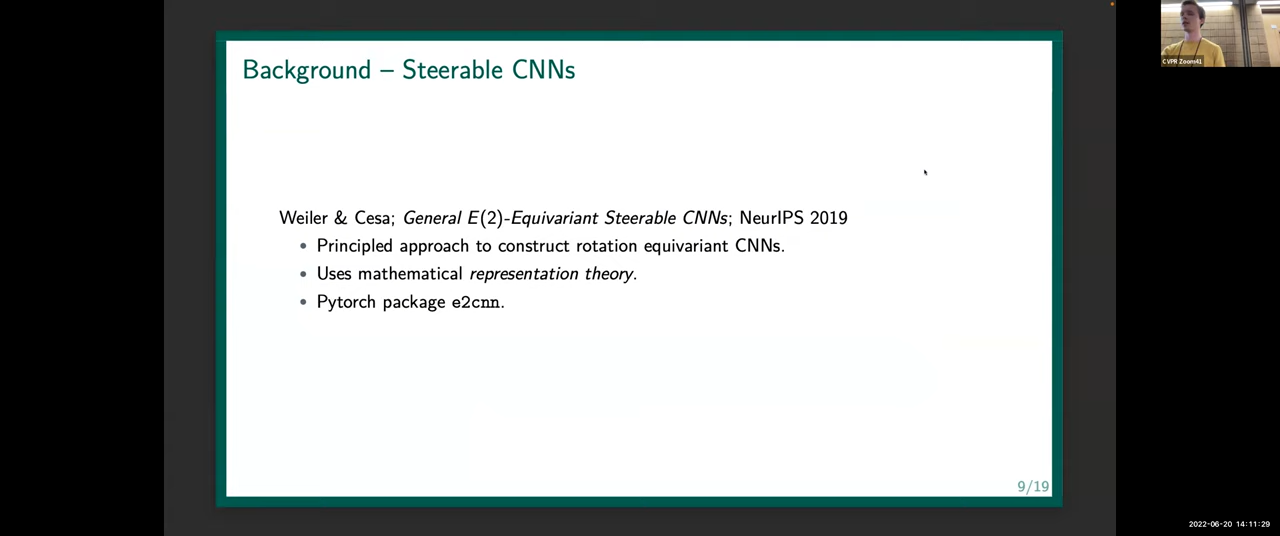 Background – Steerable CNNs
Weiler & Cesa; General E(2)-Equivariant Steerable CNNs; NeurIPS 2019
• Principled approach to construct rotation equivariant CNNs.
• Uses mathematical representation theory.
• Pytorch package e2cnn.
9/19
CVPR Zoom41
2022-06-20 14:11:29